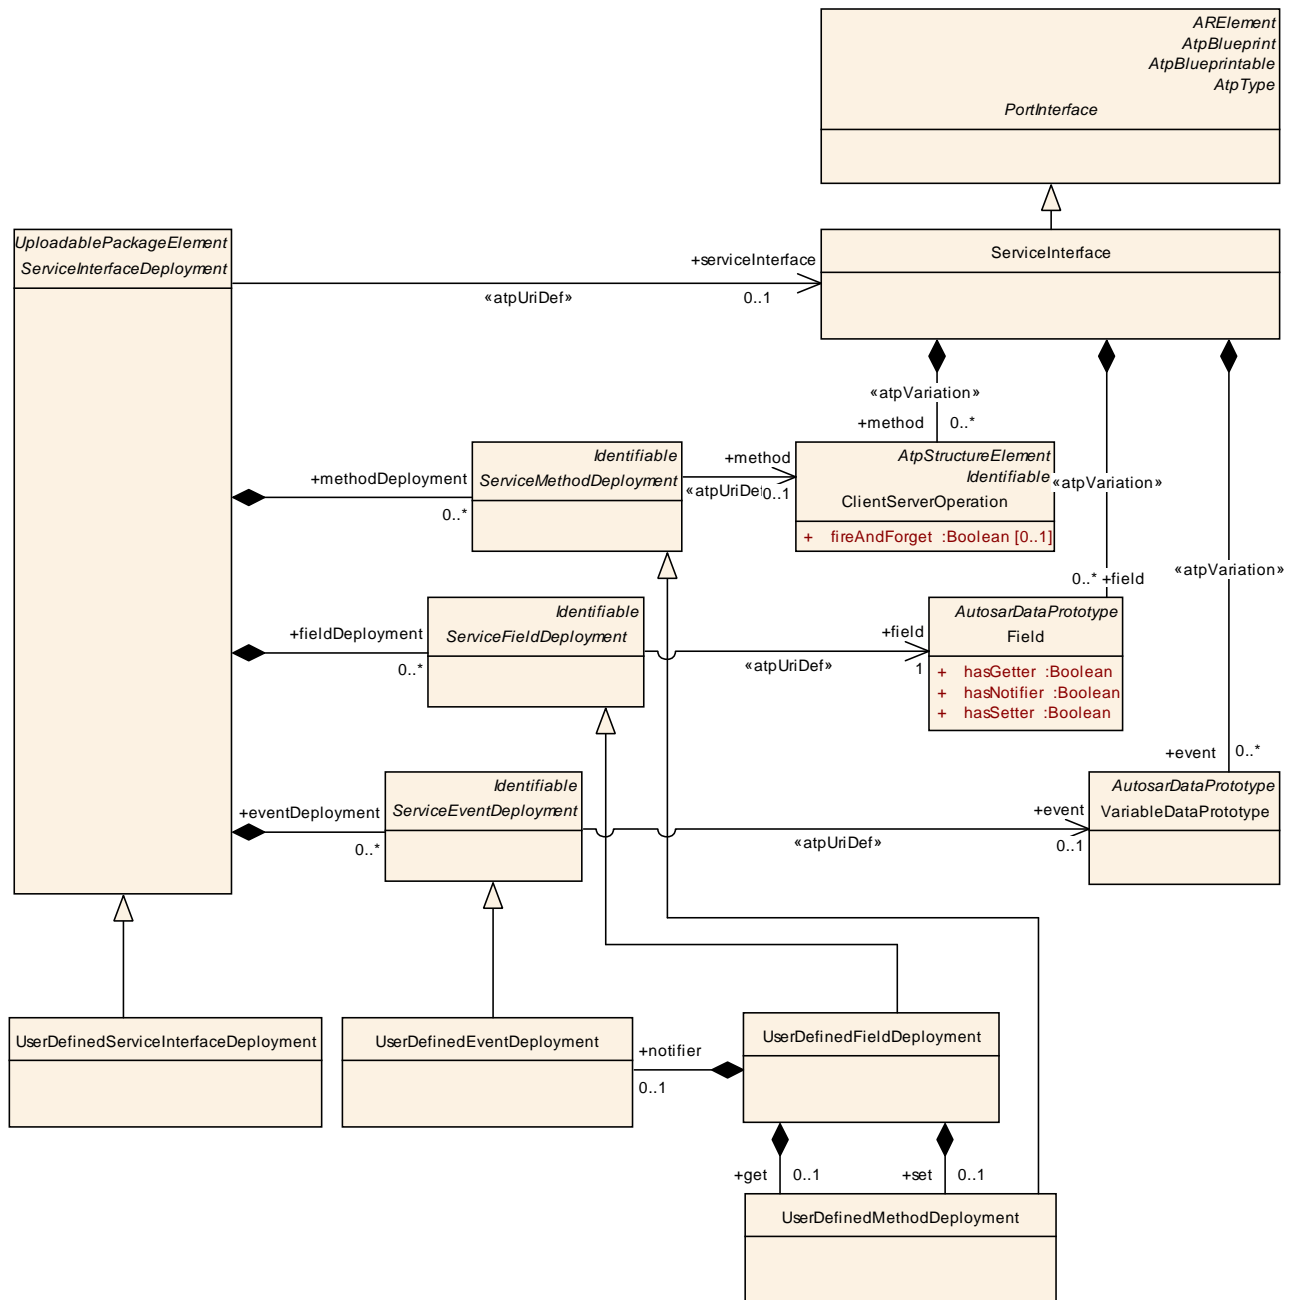 ARElement
AtpBlueprint
AtpBlueprintable
AtpType
PortInterface
UploadablePackageElement
ServiceInterfaceDeployment
+serviceInterface
«atpUriDef»
0..1
ServiceInterface
«atpVariation»
+method
0..*
+methodDeployment
0..*
Identifiable
ServiceMethodDeployment
+method
«atpUriDef
0..1
AtpStructureElement
Identifiable
ClientServerOperation
+ fireAndForget :Boolean [0..1]
«atpVariation»
0..* +field
«atpVariation»
+fieldDeployment
0..*
Identifiable
ServiceFieldDeployment
+field
«atpUriDef»
1
AutosarDataPrototype
Field
+ hasGetter :Boolean
+ hasNotifier :Boolean
+ hasSetter :Boolean
+event
0..*
+eventDeployment
0..*
Identifiable
ServiceEventDeployment
+event
«atpUriDef»
0..1
AutosarDataPrototype
VariableDataPrototype
UserDefinedServiceInterfaceDeployment
UserDefinedEventDeployment
+notifier
0..1
UserDefinedFieldDeployment
+get
0..1
+set
0..1
UserDefinedMethodDeployment